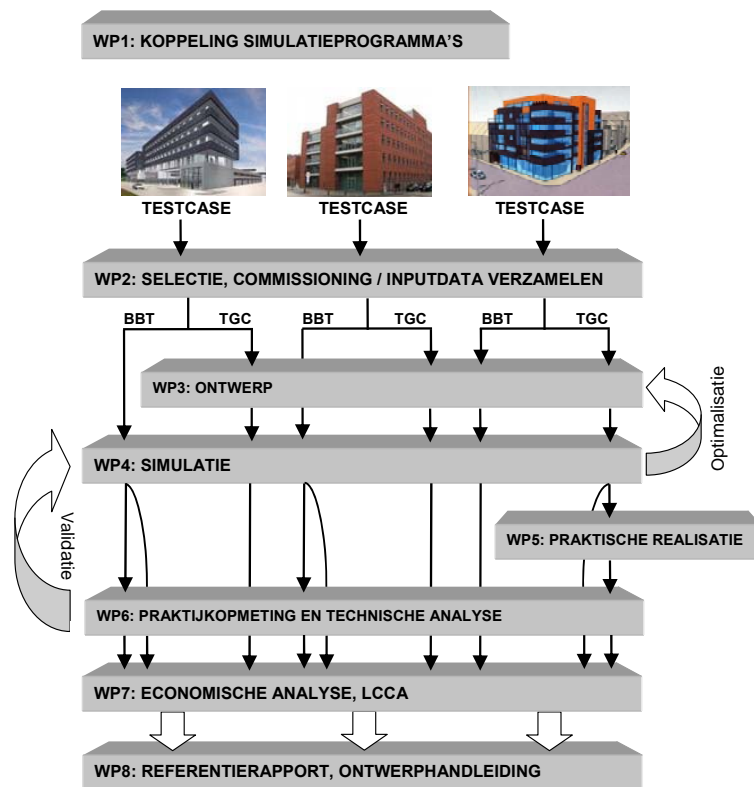 WP1: KOPPELING SIMULATIEPROGRAMMA'S
TESTCASE
TESTCASE
TESTCASE
WP2: SELECTIE, COMMISSIONING / INPUTDATA VERZAMELEN
BBT
TGC
BBT
TGC
BBT
TGC
WP3: ONTWERP
Optimalisatie
WP4: SIMULATIE
Validatie
WP5: PRAKTISCHE REALISATIE
WP6: PRAKTIJKOPMETING EN TECHNISCHE ANALYSE
WP7: ECONOMISCHE ANALYSE, LCCA
WP8: REFERENTIERAPPORT, ONTWERPHANDLEIDING